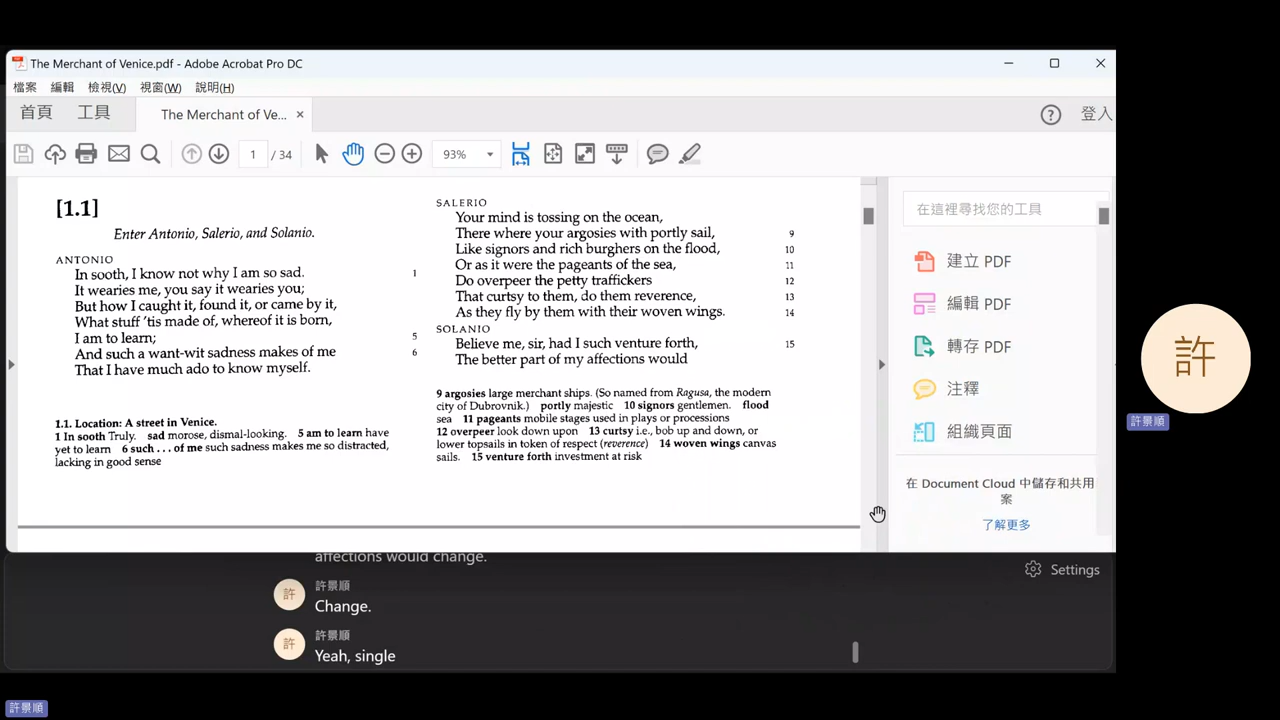 The Merchant of Venice.pdf - Adobe Acrobat Pro DC
檔案 編輯 檢視(V) 視窗(W) 說明(H)
首頁 工具 The Merchant of Ve... × ? 登入
1 / 34 93%
[1.1]
Enter Antonio, Salerio, and Solanio.
ANTONIO
In sooth, I know not why I am so sad. 1
It wearies me, you say it wearies you;
But how I caught it, found it, or came by it,
What stuff 'tis made of, whereof it is born,
I am to learn; 5
And such a want-wit sadness makes of me 6
That I have much ado to know myself.
1.1. Location: A street in Venice.
1 In sooth Truly. sad morose, dismal-looking. 5 am to learn have
yet to learn 6 such . . . of me such sadness makes me so distracted,
lacking in good sense
SALERIO
Your mind is tossing on the ocean,
There where your argosies with portly sail, 9
Like signors and rich burghers on the flood, 10
Or as it were the pageants of the sea, 11
Do overpeer the petty traffickers 12
That curtsy to them, do them reverence, 13
As they fly by them with their woven wings. 14
SOLANIO
Believe me, sir, had I such venture forth, 15
The better part of my affections would
9 argosies large merchant ships. (So named from Ragusa, the modern
city of Dubrovnik.) portly majestic 10 signors gentlemen. flood
sea 11 pageants mobile stages used in plays or processions
12 overpeer look down upon 13 curtsy i.e., bob up and down, or
lower topsails in token of respect (reverence) 14 woven wings canvas
sails. 15 venture forth investment at risk
在這裡尋找您的工具
建立 PDF
編輯 PDF
轉存 PDF
注釋
組織頁面
在 Document Cloud 中儲存和共用
案
了解更多
許
許景順
affections would change.
Settings
許 許景順
Change.
許 許景順
Yeah, single
許景順